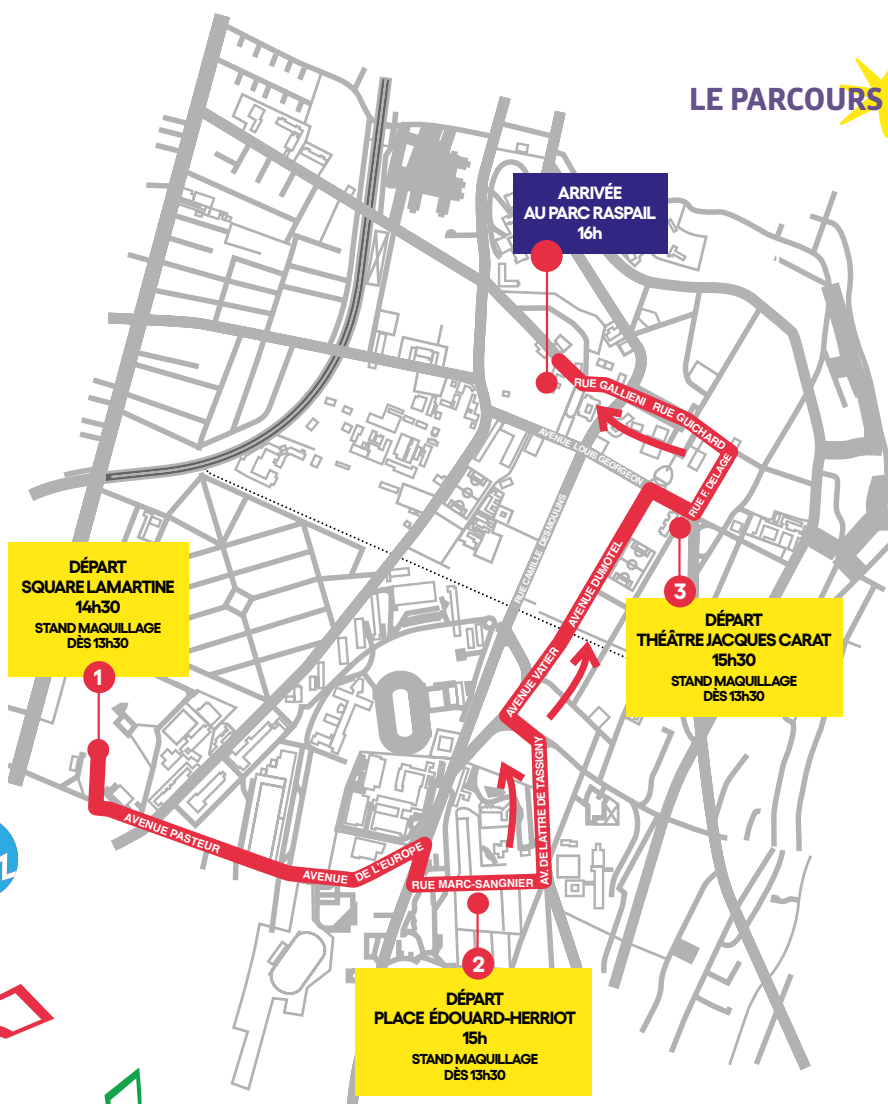 LE PARCOURS
ARRIVÉE
AU PARC RASPAIL
16h
RUE GALLIENI
RUE GUICHARD
AVENUE LOUIS GEORGEON
RUE F. DELAGE
RUE CAMILLE DESMOULINS
AVENUE DUMOTEL
DÉPART
SQUARE LAMARTINE
14h30
STAND MAQUILLAGE
DÈS 13h30
1
3
DÉPART
THÉÂTRE JACQUES CARAT
15h30
STAND MAQUILLAGE
DÈS 13h30
AVENUE VATIER
AV. DE LATTRE DE TASSIGNY
AVENUE PASTEUR
AVENUE DE L'EUROPE
RUE MARC-SANGNIER
2
DÉPART
PLACE ÉDOUARD-HERRIOT
15h
STAND MAQUILLAGE
DÈS 13h30